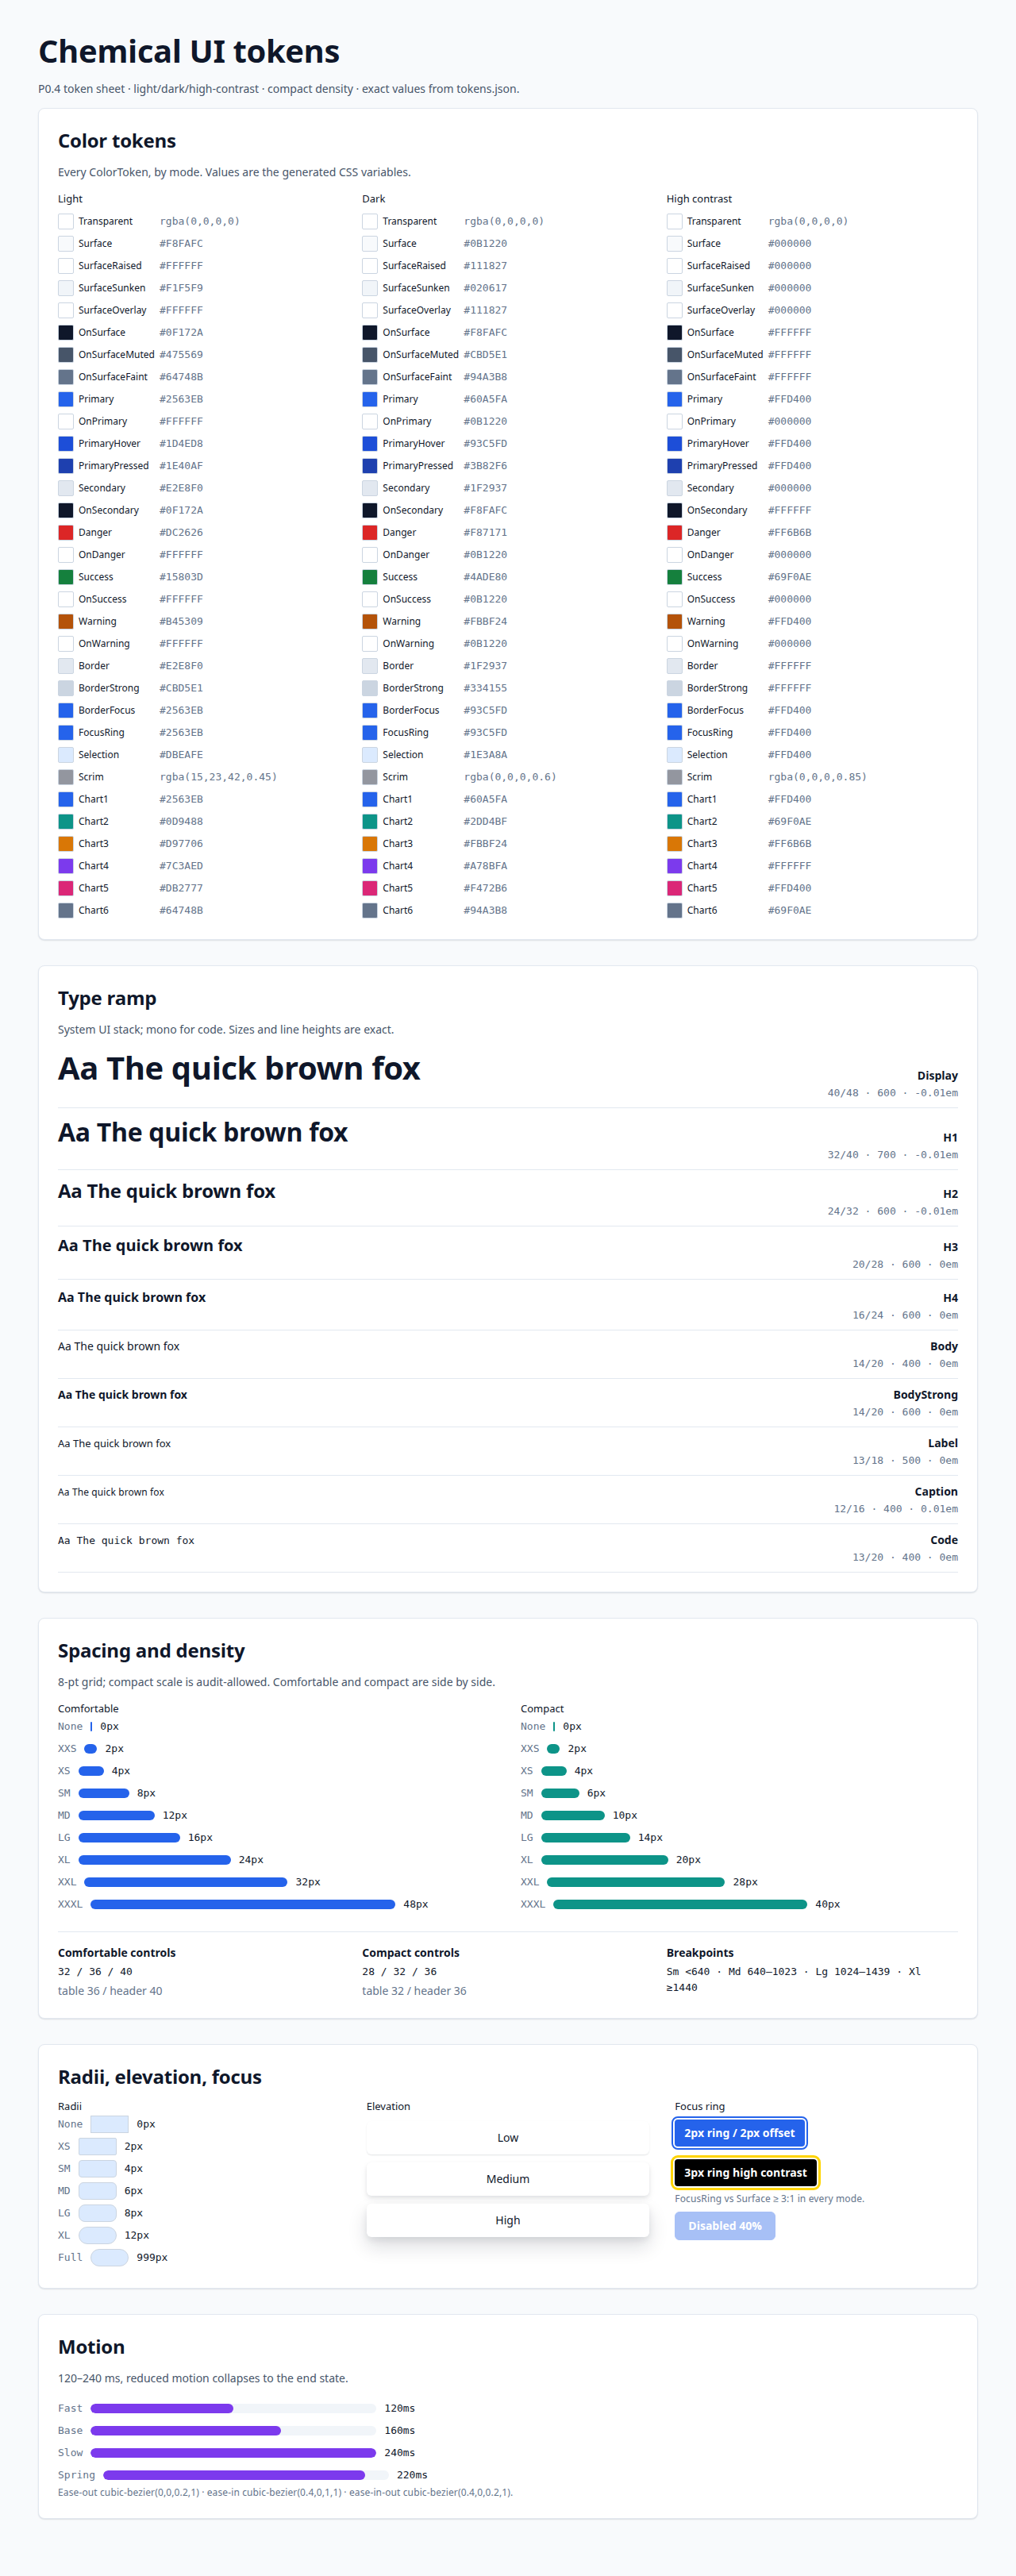 Chemical UI tokens
P0.4 token sheet · light/dark/high-contrast · compact density · exact values from tokens.json.
Color tokens
Every ColorToken, by mode. Values are the generated CSS variables.
Light
Transparent rgba(0,0,0,0)
Surface #F8FAFC
SurfaceRaised #FFFFFF
SurfaceSunken #F1F5F9
SurfaceOverlay #FFFFFF
OnSurface #0F172A
OnSurfaceMuted #475569
OnSurfaceFaint #64748B
Primary #2563EB
OnPrimary #FFFFFF
PrimaryHover #1D4ED8
PrimaryPressed #1E40AF
Secondary #E2E8F0
OnSecondary #0F172A
Danger #DC2626
OnDanger #FFFFFF
Success #15803D
OnSuccess #FFFFFF
Warning #B45309
OnWarning #FFFFFF
Border #E2E8F0
BorderStrong #CBD5E1
BorderFocus #2563EB
FocusRing #2563EB
Selection #DBEAFE
Scrim rgba(15,23,42,0.45)
Chart1 #2563EB
Chart2 #0D9488
Chart3 #D97706
Chart4 #7C3AED
Chart5 #DB2777
Chart6 #64748B
Dark
Transparent rgba(0,0,0,0)
Surface #0B1220
SurfaceRaised #111827
SurfaceSunken #020617
SurfaceOverlay #111827
OnSurface #F8FAFC
OnSurfaceMuted #CBD5E1
OnSurfaceFaint #94A3B8
Primary #60A5FA
OnPrimary #0B1220
PrimaryHover #93C5FD
PrimaryPressed #3B82F6
Secondary #1F2937
OnSecondary #F8FAFC
Danger #F87171
OnDanger #0B1220
Success #4ADE80
OnSuccess #0B1220
Warning #FBBF24
OnWarning #0B1220
Border #1F2937
BorderStrong #334155
BorderFocus #93C5FD
FocusRing #93C5FD
Selection #1E3A8A
Scrim rgba(0,0,0,0.6)
Chart1 #60A5FA
Chart2 #2DD4BF
Chart3 #FBBF24
Chart4 #A78BFA
Chart5 #F472B6
Chart6 #94A3B8
High contrast
Transparent rgba(0,0,0,0)
Surface #000000
SurfaceRaised #000000
SurfaceSunken #000000
SurfaceOverlay #000000
OnSurface #FFFFFF
OnSurfaceMuted #FFFFFF
OnSurfaceFaint #FFFFFF
Primary #FFD400
OnPrimary #000000
PrimaryHover #FFD400
PrimaryPressed #FFD400
Secondary #000000
OnSecondary #FFFFFF
Danger #FF6B6B
OnDanger #000000
Success #69F0AE
OnSuccess #000000
Warning #FFD400
OnWarning #000000
Border #FFFFFF
BorderStrong #FFFFFF
BorderFocus #FFD400
FocusRing #FFD400
Selection #FFD400
Scrim rgba(0,0,0,0.85)
Chart1 #FFD400
Chart2 #69F0AE
Chart3 #FF6B6B
Chart4 #FFFFFF
Chart5 #FFD400
Chart6 #69F0AE
Type ramp
System UI stack; mono for code. Sizes and line heights are exact.
Aa The quick brown fox
Display
40/48 · 600 · -0.01em
Aa The quick brown fox
H1
32/40 · 700 · -0.01em
Aa The quick brown fox
H2
24/32 · 600 · -0.01em
Aa The quick brown fox
H3
20/28 · 600 · 0em
Aa The quick brown fox
H4
16/24 · 600 · 0em
Aa The quick brown fox
Body
14/20 · 400 · 0em
Aa The quick brown fox
BodyStrong
14/20 · 600 · 0em
Aa The quick brown fox
Label
13/18 · 500 · 0em
Aa The quick brown fox
Caption
12/16 · 400 · 0.01em
Aa The quick brown fox
Code
13/20 · 400 · 0em
Spacing and density
8-pt grid; compact scale is audit-allowed. Comfortable and compact are side by side.
Comfortable
None 0px
XXS 2px
XS 4px
SM 8px
MD 12px
LG 16px
XL 24px
XXL 32px
XXXL 48px
Compact
None 0px
XXS 2px
XS 4px
SM 6px
MD 10px
LG 14px
XL 20px
XXL 28px
XXXL 40px
Comfortable controls
32 / 36 / 40
table 36 / header 40
Compact controls
28 / 32 / 36
table 32 / header 36
Breakpoints
Sm <640 · Md 640–1023 · Lg 1024–1439 · Xl
≥1440
Radii, elevation, focus
Radii
None 0px
XS 2px
SM 4px
MD 6px
LG 8px
XL 12px
Full 999px
Elevation
Low
Medium
High
Focus ring
2px ring / 2px offset
3px ring high contrast
FocusRing vs Surface ≥ 3:1 in every mode.
Disabled 40%
Motion
120–240 ms, reduced motion collapses to the end state.
Fast 120ms
Base 160ms
Slow 240ms
Spring 220ms
Ease-out cubic-bezier(0,0,0.2,1) · ease-in cubic-bezier(0.4,0,1,1) · ease-in-out cubic-bezier(0.4,0,0.2,1).